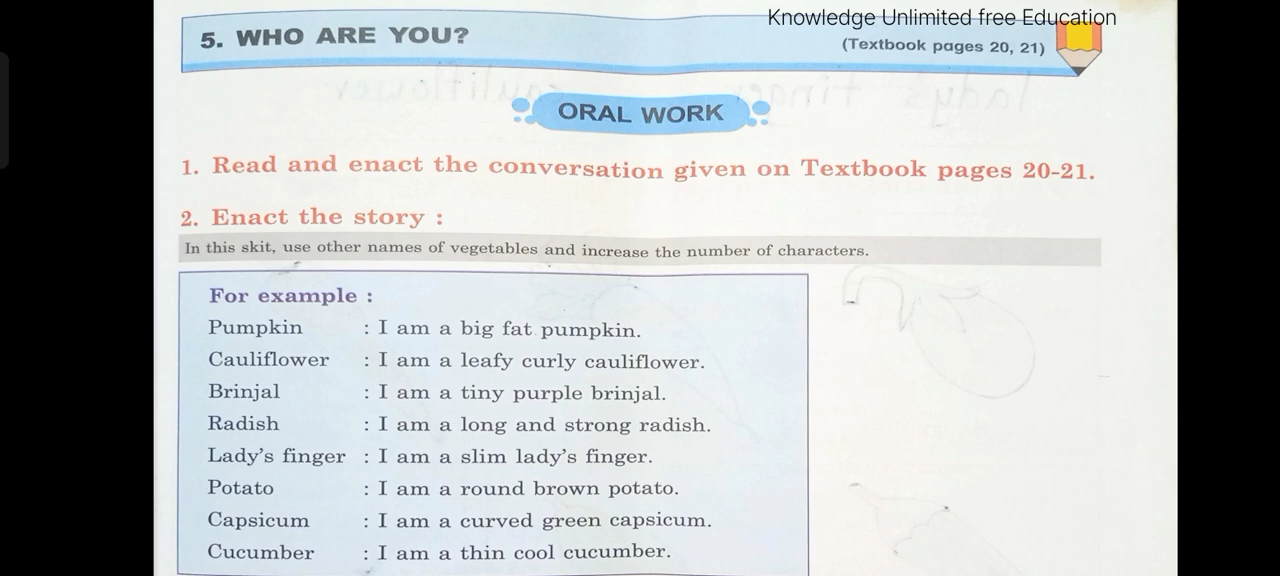 Knowledge Unlimited free Education
5. WHO ARE YOU?
(Textbook pages 20, 21)
lady's finger cauliflower
ORAL WORK
1. Read and enact the conversation given on Textbook pages 20-21.
2. Enact the story :
In this skit, use other names of vegetables and increase the number of characters.
For example :
Pumpkin : I am a big fat pumpkin.
Cauliflower : I am a leafy curly cauliflower.
Brinjal : I am a tiny purple brinjal.
Radish : I am a long and strong radish.
Lady's finger : I am a slim lady's finger.
Potato : I am a round brown potato.
Capsicum : I am a curved green capsicum.
Cucumber : I am a thin cool cucumber.